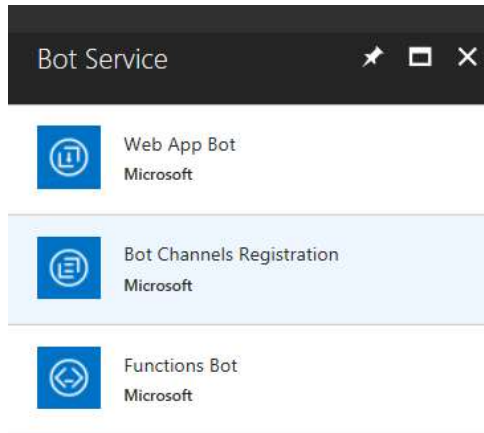 Bot Service
Web App Bot
Microsoft
Bot Channels Registration
Microsoft
Functions Bot
Microsoft